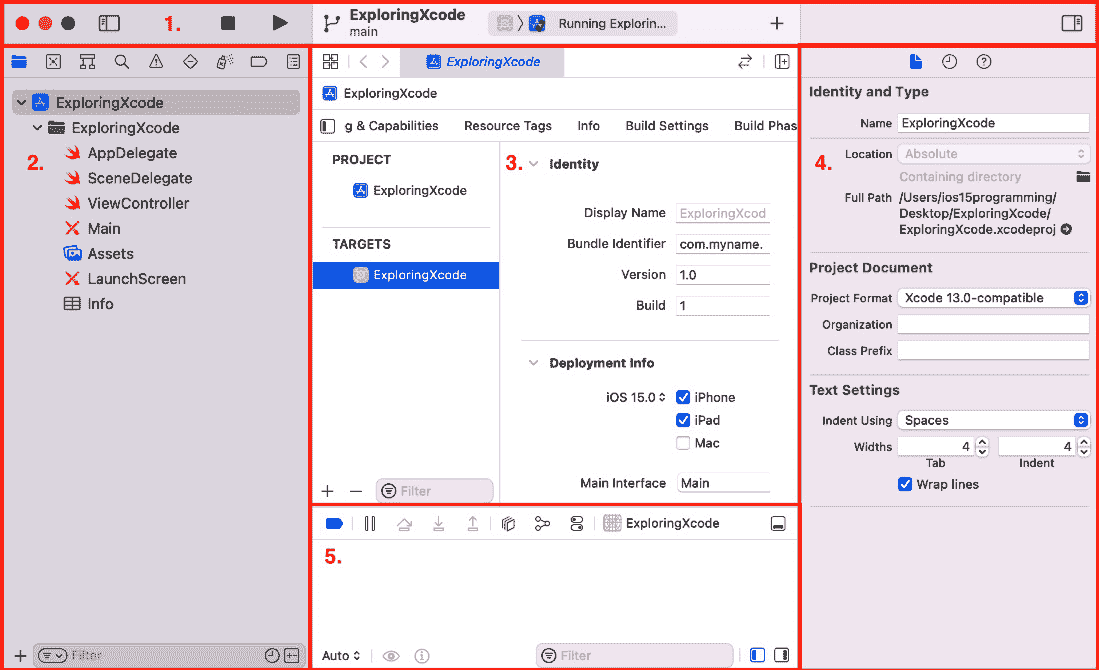 1.
ExploringXcode
main
Running Explorin...
ExploringXcode
ExploringXcode
2.
AppDelegate
SceneDelegate
ViewController
Main
Assets
LaunchScreen
Info
Filter
ExploringXcode
ExploringXcode
g & Capabilities Resource Tags Info Build Settings Build Phas
PROJECT
ExploringXcode
TARGETS
ExploringXcode
Filter
3. Identity
Display Name ExploringXcod
Bundle Identifier com.myname.
Version 1.0
Build 1
Deployment Info
iOS 15.0 iPhone
iPad
Mac
Main Interface Main
ExploringXcode
5.
Auto
Filter
Identity and Type
Name ExploringXcode
4.
Location Absolute
Containing directory
Full Path /Users/ios15programming/
Desktop/ExploringXcode/
ExploringXcode.xcodeproj
Project Document
Project Format Xcode 13.0-compatible
Organization
Class Prefix
Text Settings
Indent Using Spaces
Widths 4 4
Tab Indent
Wrap lines